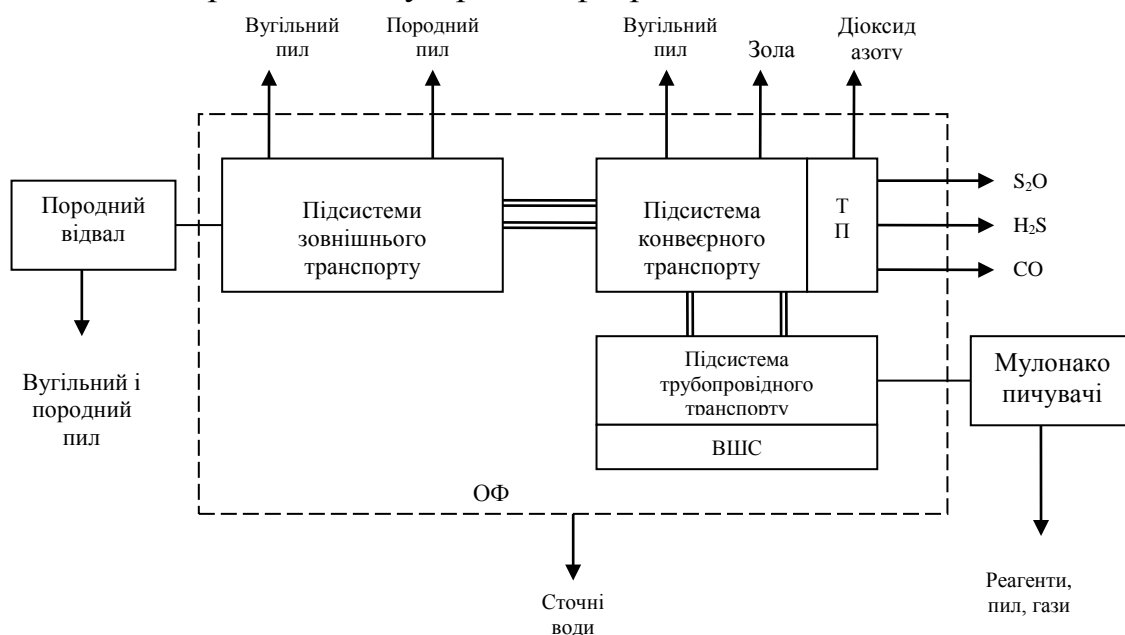 Вугільний
пил
Породний
пил
Вугільний
пил
Зола
Діоксид
азоту
Породний
відвал
Підсистеми
зовнішнього
транспорту
Підсистема
конвеєрного
транспорту
Т
П
S₂O
H₂S
CO
Вугільний і
породний
пил
Підсистема
трубопровідного
транспорту
ВШС
Мулонако
пичувачі
ОФ
Сточні
води
Реагенти,
пил, гази